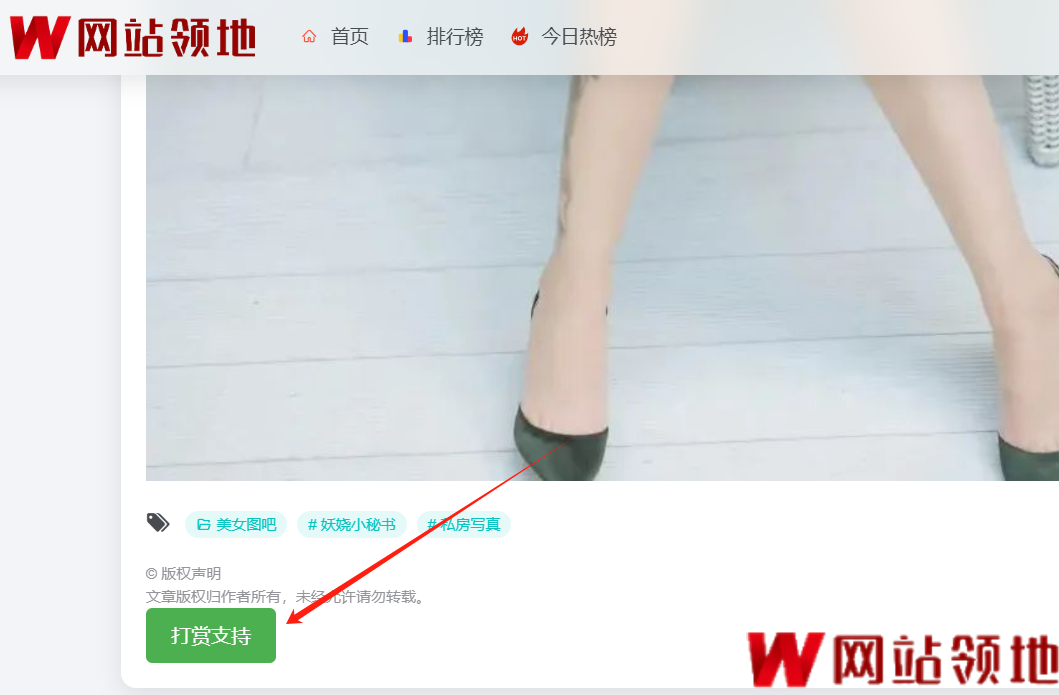 W网站领地 首页 排行榜 HOT 今日热榜
美女图吧 # 妖娆小秘书 # 私房写真
© 版权声明
文章版权归作者所有，未经允许请勿转载。
打赏支持
W网站领地